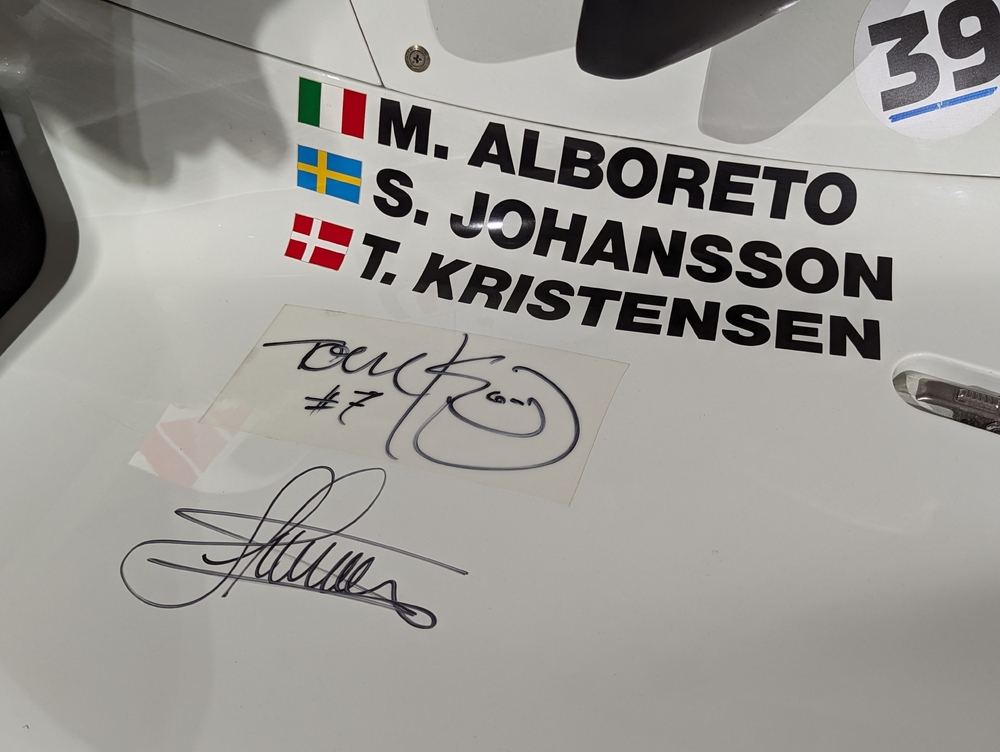 39
M. ALBORETO
S. JOHANSSON
T. KRISTENSEN
#7